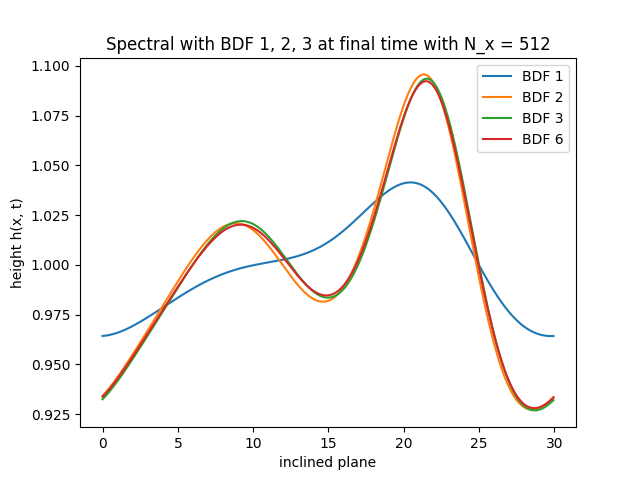 Spectral with BDF 1, 2, 3 at final time with N_x = 512
BDF 1
BDF 2
BDF 3
BDF 6
height h(x, t)
1.100
1.075
1.050
1.025
1.000
0.975
0.950
0.925
0 5 10 15 20 25 30
inclined plane